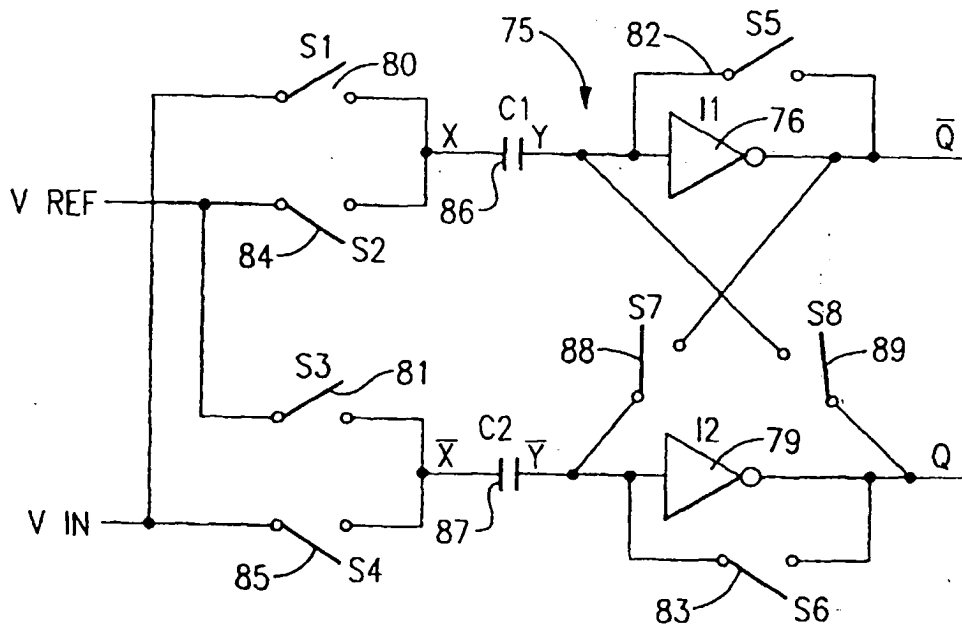 S1 80
75
82 S5
I1 76
C1
X Y
Q̅
86
V REF
84 S2
S7 S8
88 89
S3 81
C2
X̅ Y̅
I2 79
Q
87
V IN
85 S4
83 S6